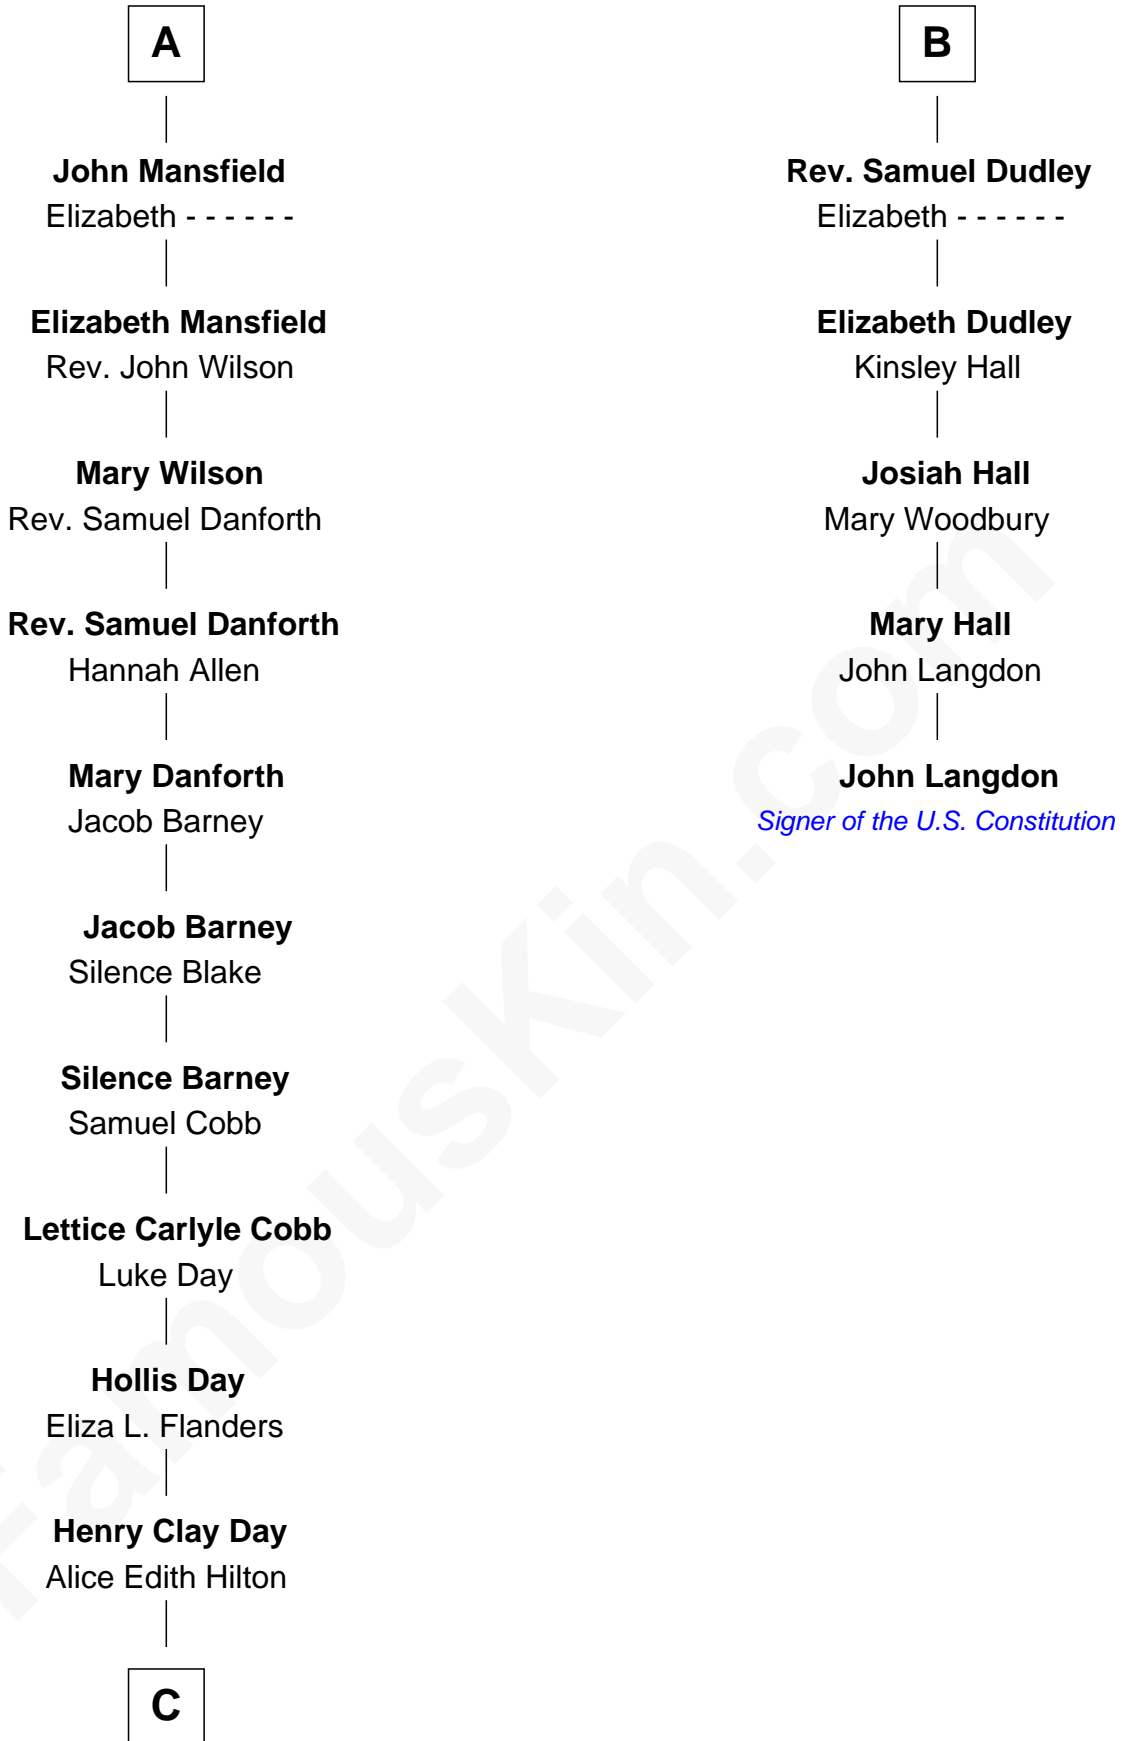 A
John Mansfield
Elizabeth - - - - - -
Elizabeth Mansfield
Rev. John Wilson
Mary Wilson
Rev. Samuel Danforth
Rev. Samuel Danforth
Hannah Allen
Mary Danforth
Jacob Barney
Jacob Barney
Silence Blake
Silence Barney
Samuel Cobb
Lettice Carlyle Cobb
Luke Day
Hollis Day
Eliza L. Flanders
Henry Clay Day
Alice Edith Hilton
C
B
Rev. Samuel Dudley
Elizabeth - - - - - -
Elizabeth Dudley
Kinsley Hall
Josiah Hall
Mary Woodbury
Mary Hall
John Langdon
John Langdon
Signer of the U.S. Constitution
FamousKin.com